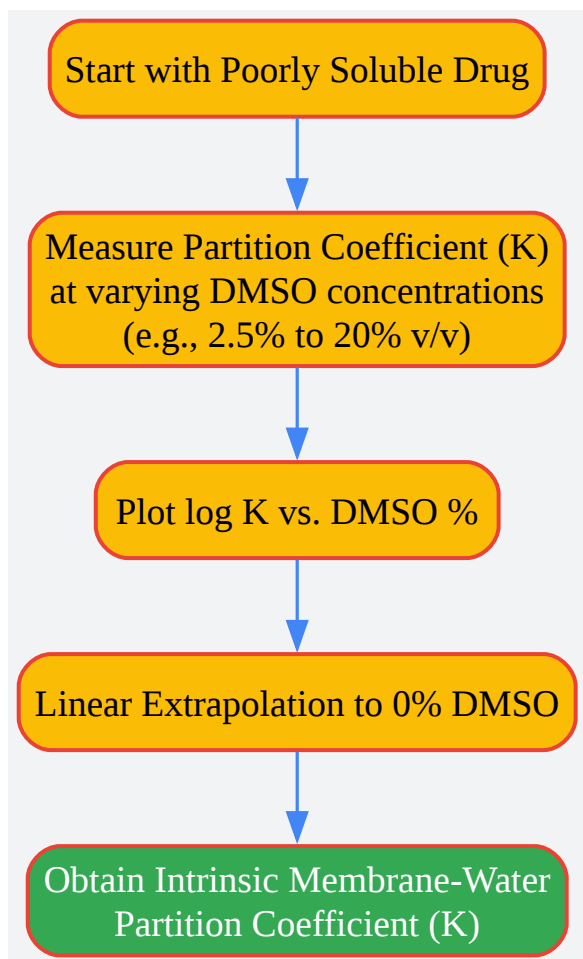 Start with Poorly Soluble Drug
Measure Partition Coefficient (K)
at varying DMSO concentrations
(e.g., 2.5% to 20% v/v)
Plot log K vs. DMSO %
Linear Extrapolation to 0% DMSO
Obtain Intrinsic Membrane-Water
Partition Coefficient (K)